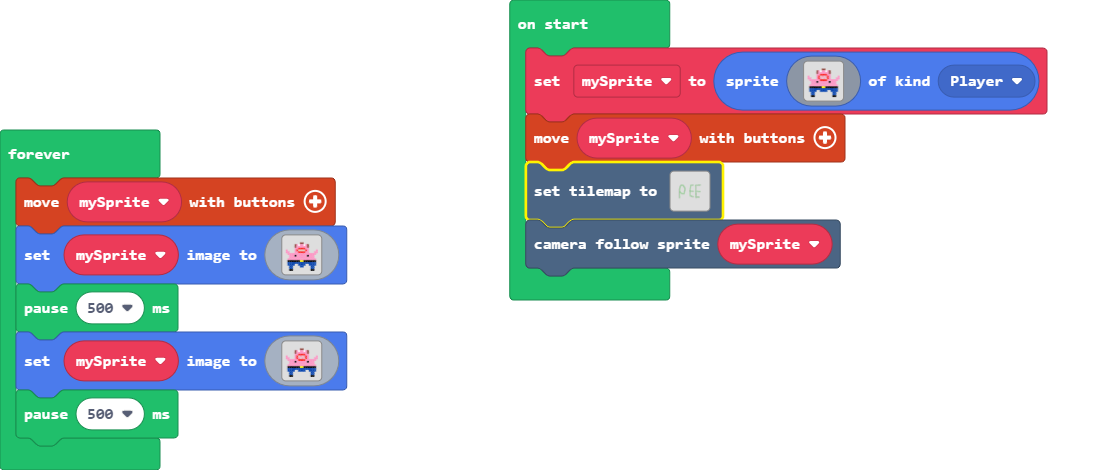 on start
set mySprite to sprite of kind Player
move mySprite with buttons
set tilemap to REE
camera follow sprite mySprite
forever
move mySprite with buttons
set mySprite image to
pause 500 ms
set mySprite image to
pause 500 ms